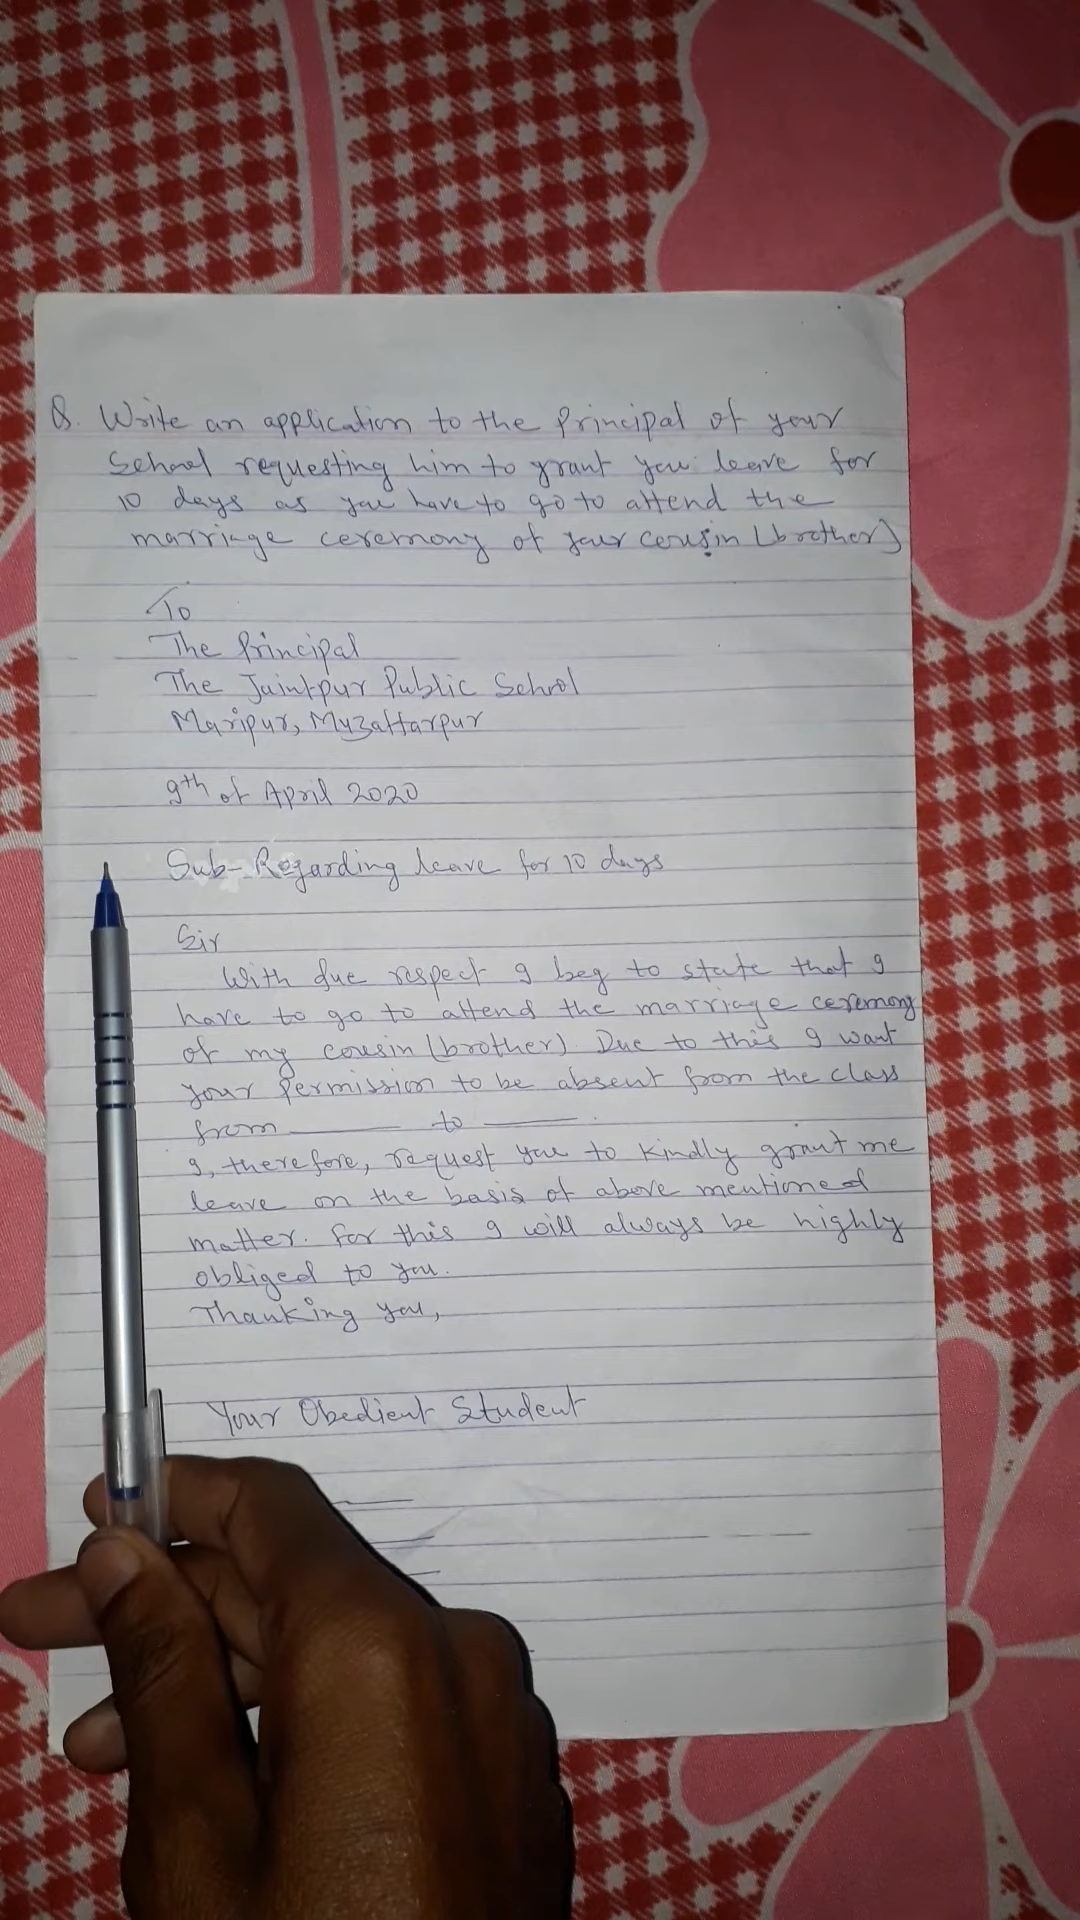 Q. Write an application to the Principal of your
School requesting him to grant you leave for
10 days as you have to go to attend the
marriage ceremony of your cousin (brother)
To
The Principal
The Jaintpur Public School
Maripur, Muzaffarpur
9th of April 2020
Sub- Regarding leave for 10 days
Sir
With due respect I beg to state that I
have to go to attend the marriage ceremony
of my cousin (brother). Due to this I want
your permission to be absent from the class
from ______ to ______.
I, therefore, request you to kindly grant me
leave on the basis of above mentioned
matter. For this I will always be highly
obliged to you.
Thanking you,
Your Obedient Student